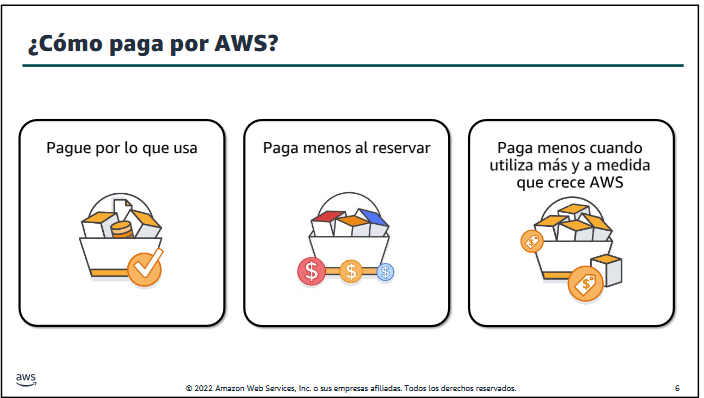 ¿Cómo paga por AWS?
Pague por lo que usa
Paga menos al reservar
Paga menos cuando
utiliza más y a medida
que crece AWS
$
$
$
$
aws
© 2022 Amazon Web Services, Inc. o sus empresas afiliadas. Todos los derechos reservados.
6